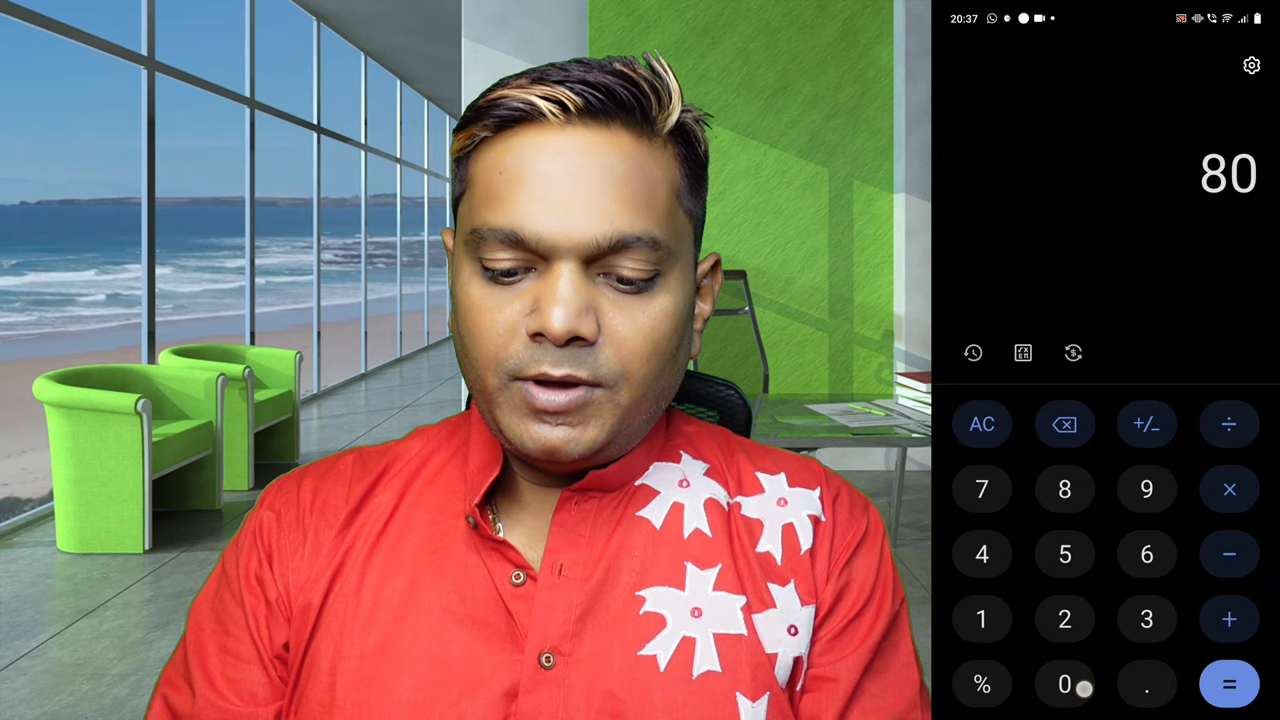 20:37
80
AC +/- ÷
7 8 9 ×
4 5 6 −
1 2 3 +
% 0 . =